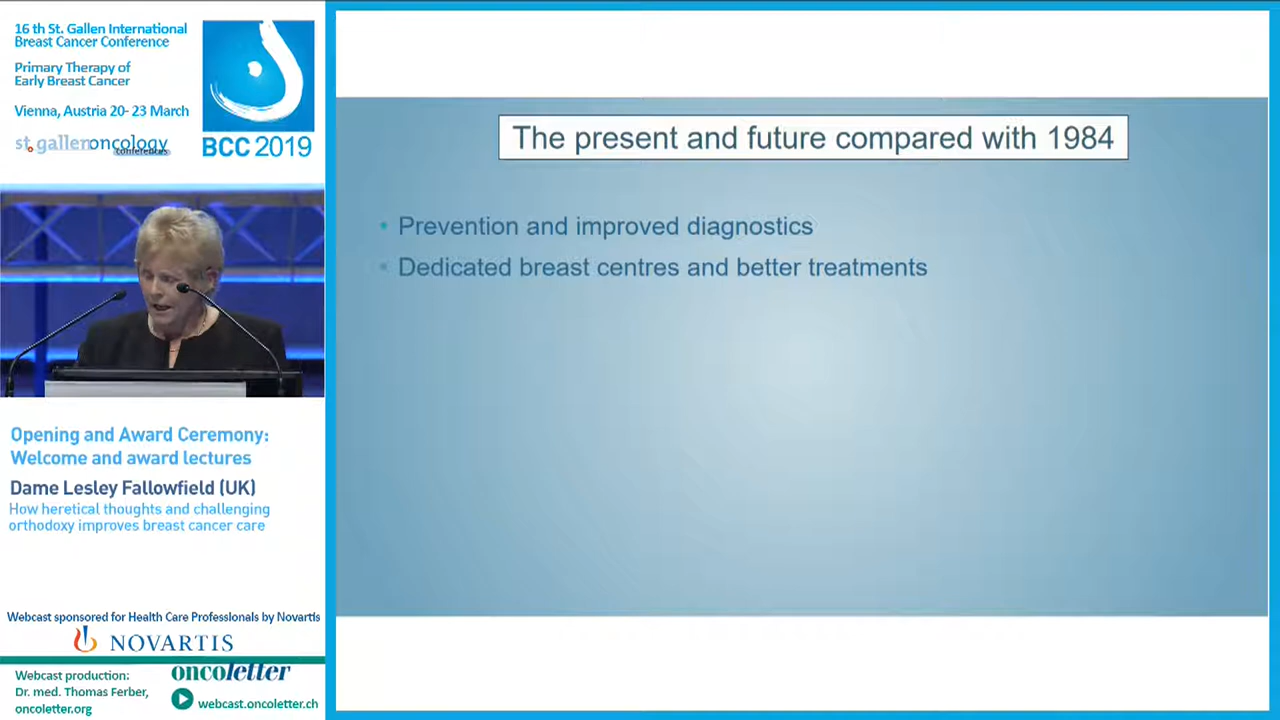 16 th St. Gallen International
Breast Cancer Conference
Primary Therapy of
Early Breast Cancer
Vienna, Austria 20- 23 March
st.gallenoncology
conferences
BCC 2019
The present and future compared with 1984
• Prevention and improved diagnostics
• Dedicated breast centres and better treatments
Opening and Award Ceremony:
Welcome and award lectures
Dame Lesley Fallowfield (UK)
How heretical thoughts and challenging
orthodoxy improves breast cancer care
Webcast sponsored for Health Care Professionals by Novartis
NOVARTIS
Webcast production:
Dr. med. Thomas Ferber,
oncoletter.org
oncoletter
webcast.oncoletter.ch